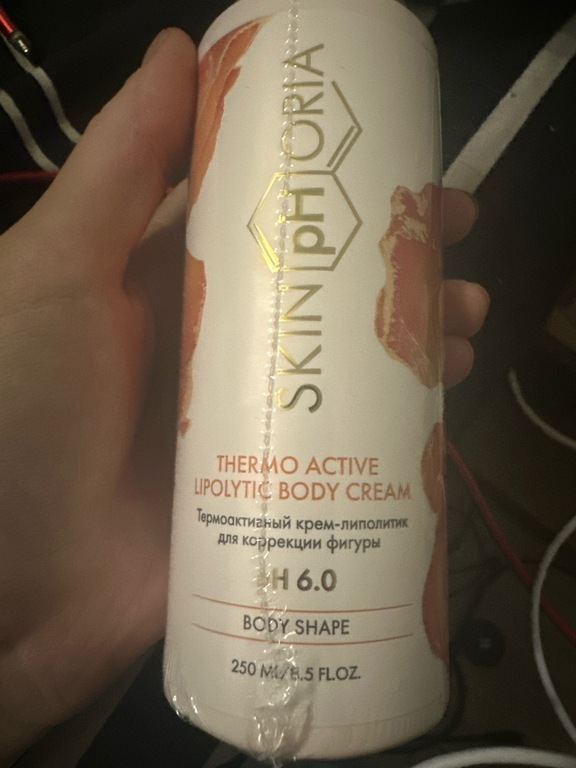 SKINpHORIA
THERMO ACTIVE
LIPOLYTIC BODY CREAM
Термоактивный крем-липолитик
для коррекции фигуры
pH 6.0
BODY SHAPE
250 ML/8.5 FL.OZ.